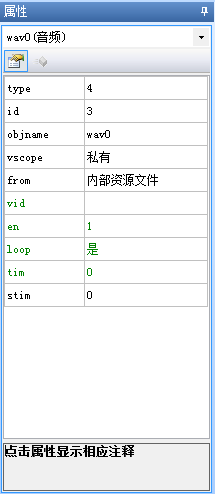 属性
wav0(音频)
type 4
id 3
objname wav0
vscope 私有
from 内部资源文件
vid
en 1
loop 是
tim 0
stim 0
点击属性显示相应注释